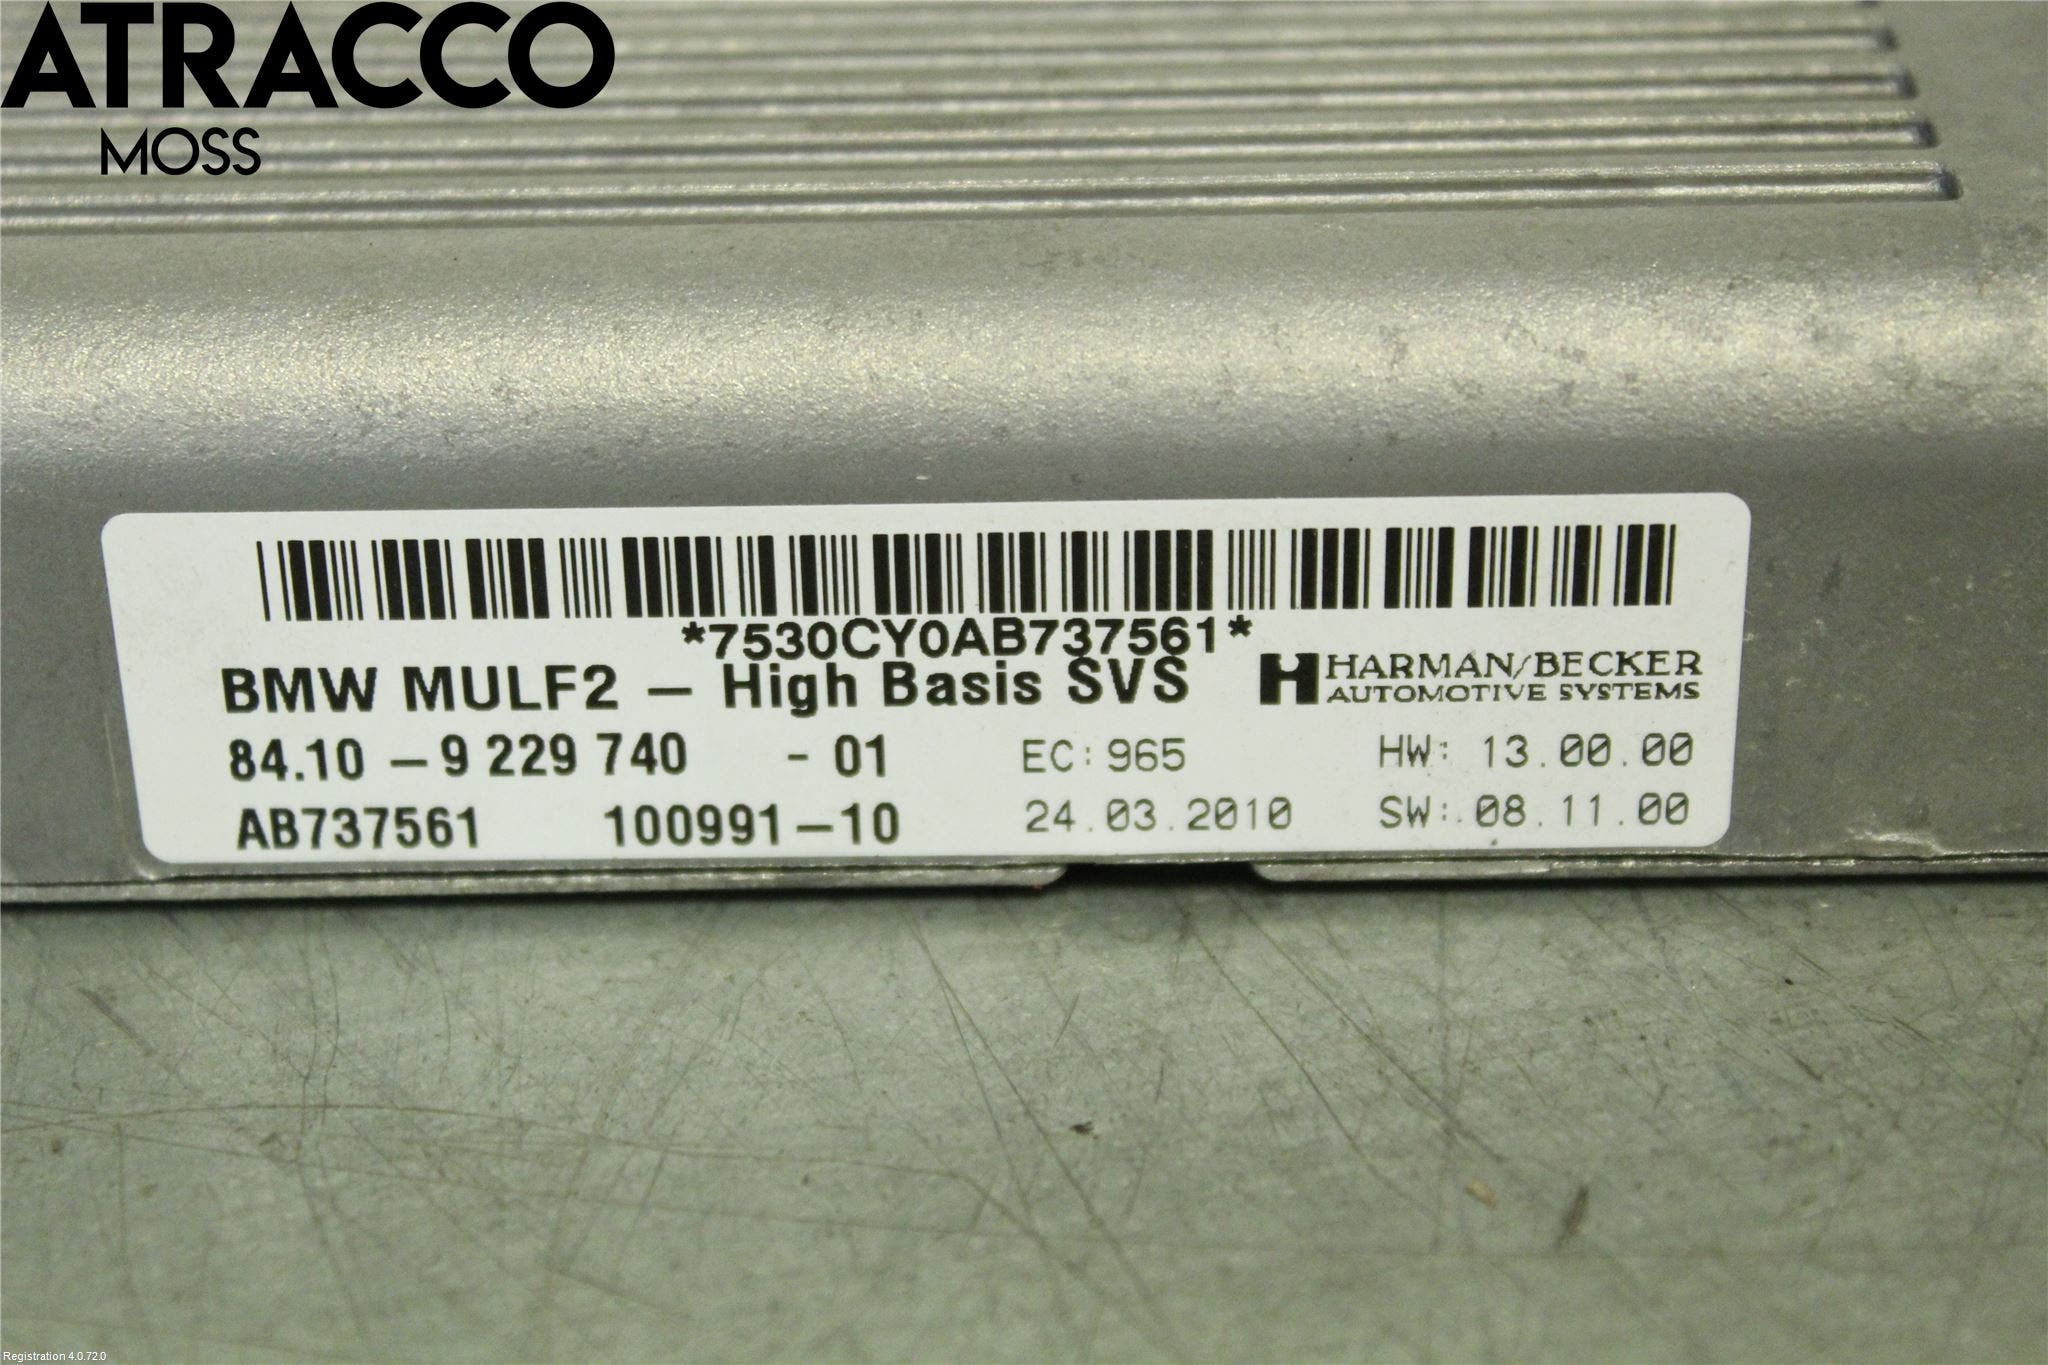 ATRACCO
MOSS
*7530CY0AB737561*
BMW MULF2 - High Basis SVS
HARMAN/BECKER
AUTOMOTIVE SYSTEMS
84.10 - 9 229 740 - 01 EC:965 HW: 13.00.00
AB737561 100991-10 24.03.2010 SW: 08.11.00
Registration 4.0.72.0